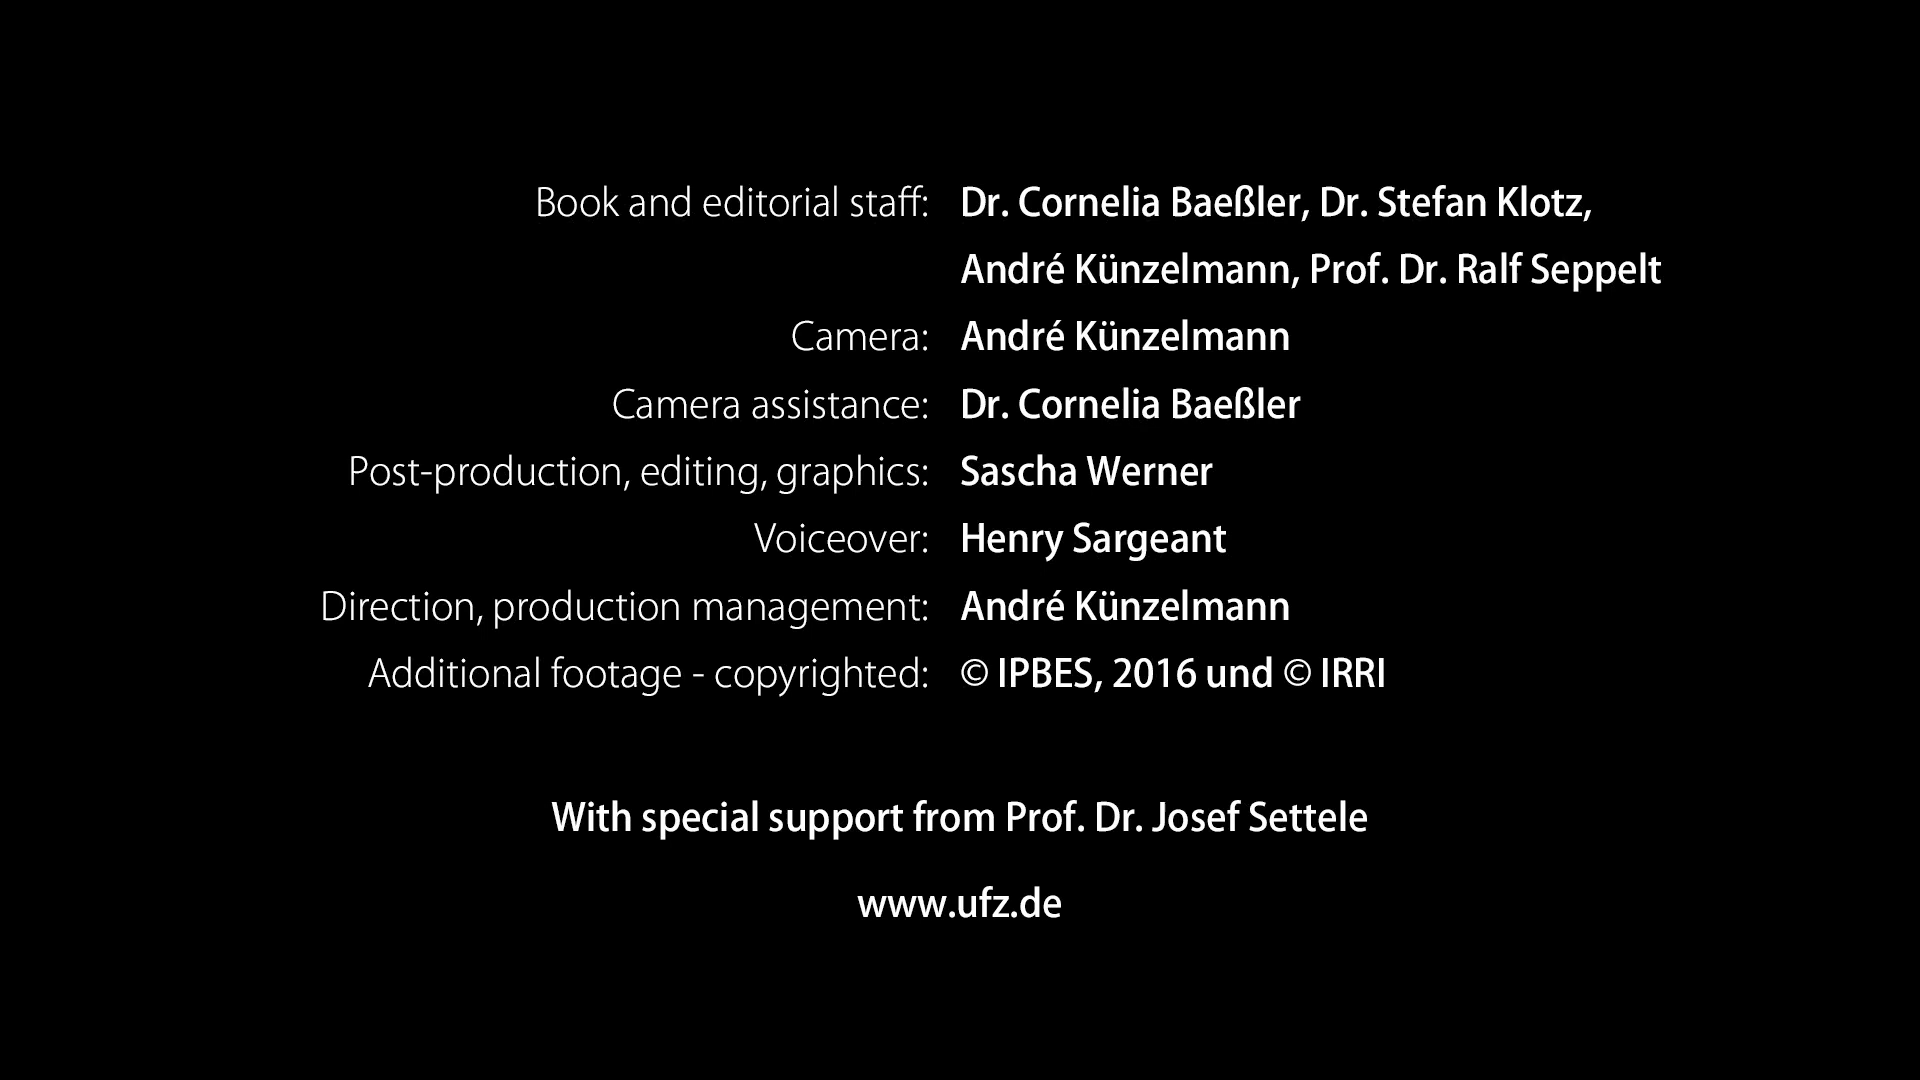 Book and editorial staff: Dr. Cornelia Baeßler, Dr. Stefan Klotz,
André Künzelmann, Prof. Dr. Ralf Seppelt
Camera: André Künzelmann
Camera assistance: Dr. Cornelia Baeßler
Post-production, editing, graphics: Sascha Werner
Voiceover: Henry Sargeant
Direction, production management: André Künzelmann
Additional footage - copyrighted: © IPBES, 2016 und © IRRI
With special support from Prof. Dr. Josef Settele
www.ufz.de